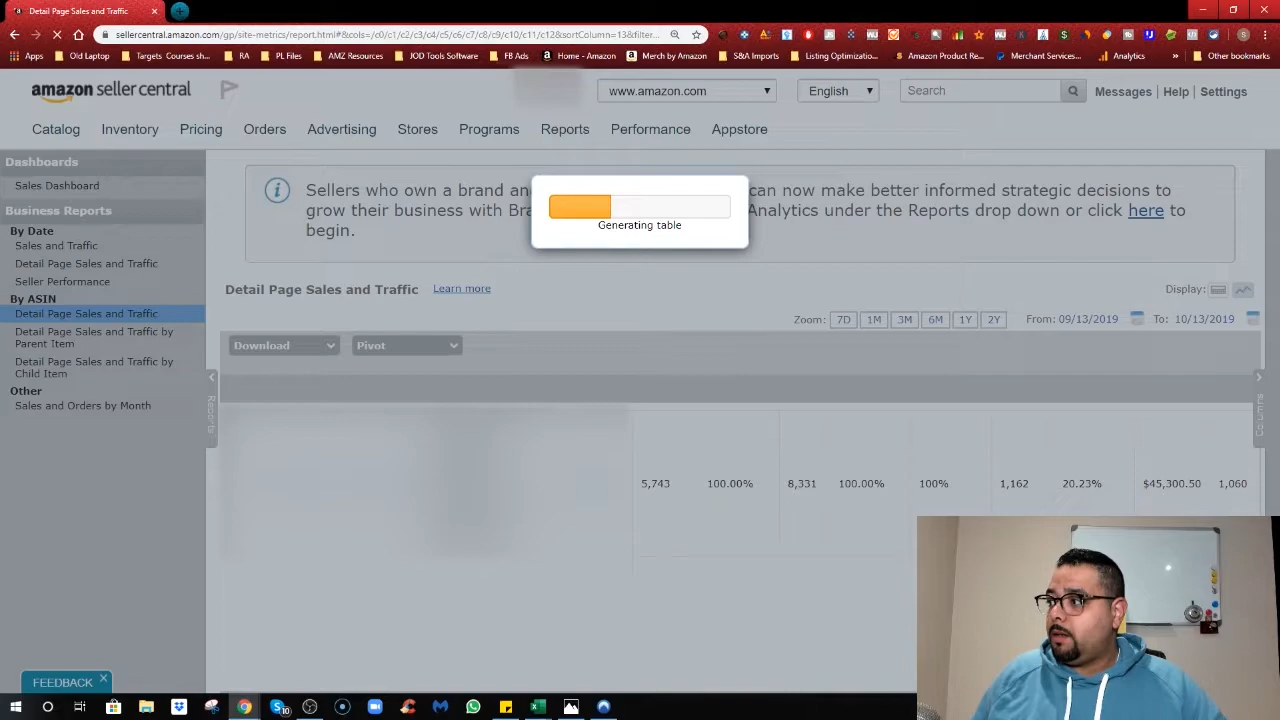 Detail Page Sales and Traffic
sellercentral.amazon.com/gp/site-metrics/report.html#&cols=/c0/c1/c2/c3/c4/c5/c6/c7/c8/c9/c10/c11/c12&sortColumn=13&filter...
Apps Old Laptop Targets Courses shu... RA PL Files AMZ Resources JOD Tools Software FB Ads Home - Amazon Merch by Amazon S&A Imports Listing Optimizatio... Amazon Product Re... Merchant Services... Analytics » Other bookmarks
amazon seller central www.amazon.com English Search Messages | Help | Settings
Catalog Inventory Pricing Orders Advertising Stores Programs Reports Performance Appstore
Dashboards
Sales Dashboard
Business Reports
By Date
Sales and Traffic
Detail Page Sales and Traffic
Seller Performance
By ASIN
Detail Page Sales and Traffic
Detail Page Sales and Traffic by
Parent Item
Detail Page Sales and Traffic by
Child Item
Other
Sales and Orders by Month
Reports
Sellers who own a brand an can now make better informed strategic decisions to
grow their business with Bra Analytics under the Reports drop down or click here to
begin.
Generating table
Detail Page Sales and Traffic Learn more Display:
Zoom: 7D 1M 3M 6M 1Y 2Y From: 09/13/2019 To: 10/13/2019
Download Pivot
Columns
5,743 100.00% 8,331 100.00% 100% 1,162 20.23% $45,300.50 1,060
FEEDBACK X
10